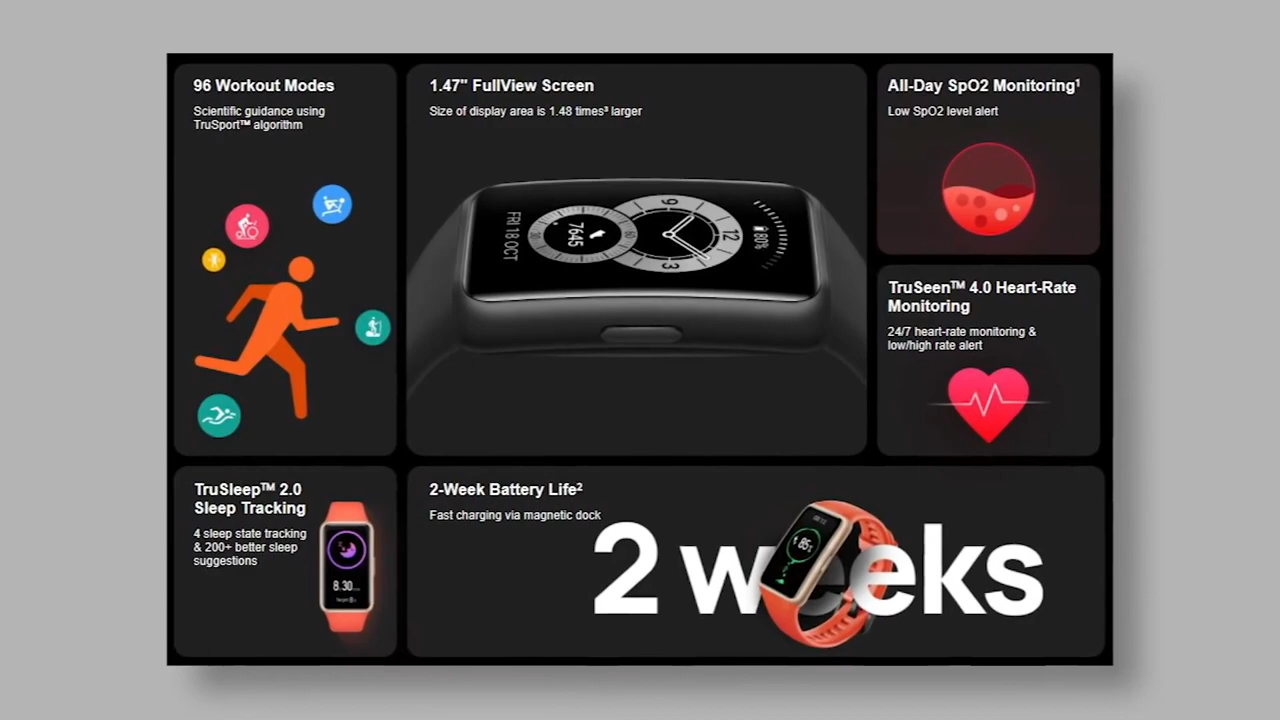 96 Workout Modes
Scientific guidance using
TruSport™ algorithm
1.47" FullView Screen
Size of display area is 1.48 times³ larger
FRI 18 OCT
7645
9
12
3
80%
All-Day SpO2 Monitoring¹
Low SpO2 level alert
TruSeen™ 4.0 Heart-Rate
Monitoring
24/7 heart-rate monitoring &
low/high rate alert
TruSleep™ 2.0
Sleep Tracking
4 sleep state tracking
& 200+ better sleep
suggestions
8.30
2-Week Battery Life²
Fast charging via magnetic dock
2 weeks
85%